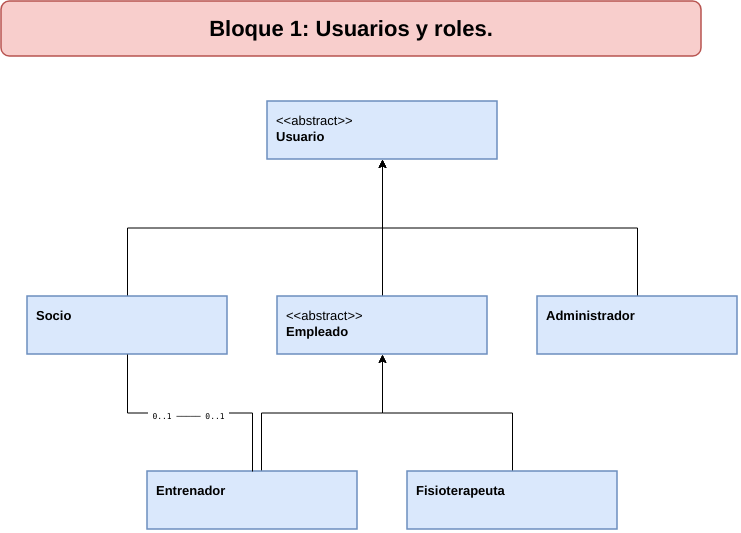 Bloque 1: Usuarios y roles.
<<abstract>>
Usuario
Socio
<<abstract>>
Empleado
Administrador
0..1 ──── 0..1
Entrenador
Fisioterapeuta